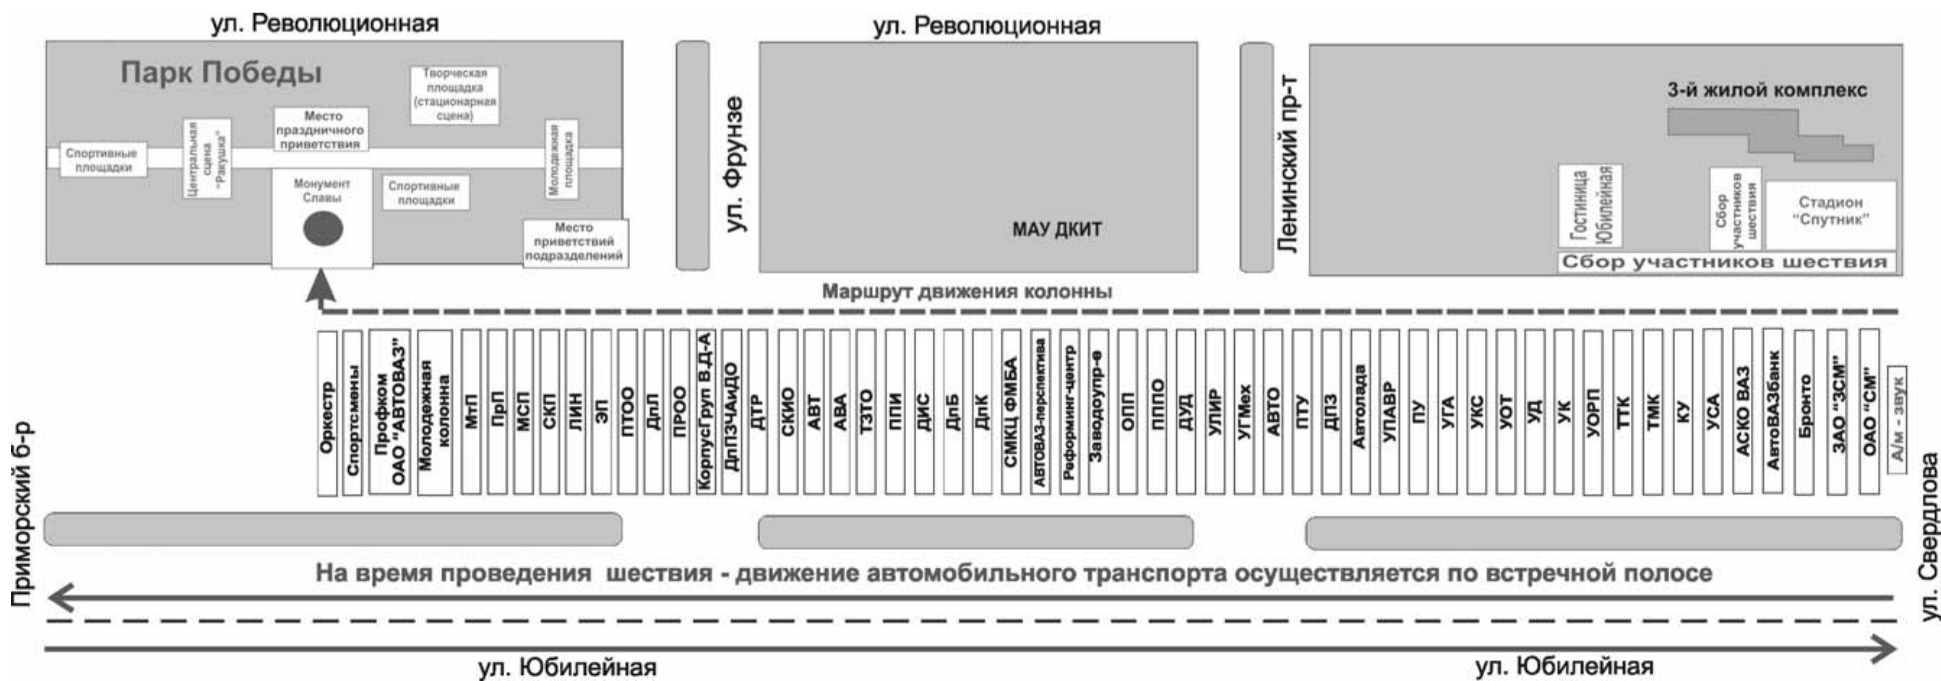 ул. Революционная
ул. Революционная
Парк Победы
Творческая
площадка
(стационарная
сцена)
Место
праздничного
приветствия
Спортивные
площадки
Центральная
сцена
"Ракушка"
Молодежная
площадка
Монумент
Славы
Спортивные
площадки
Место
приветствий
подразделений
ул. Фрунзе
МАУ ДКИТ
Ленинский пр-т
3-й жилой комплекс
Гостиница
Юбилейная
Сбор
участников
шествия
Стадион
"Спутник"
Сбор участников шествия
Маршрут движения колонны
Оркестр
Спортсмены
Профком
ОАО "АВТОВАЗ"
Молодежная
колонна
МтП
ПрП
МСП
СКП
ЛИН
ЭП
ПТОО
ДпЛ
ПРОО
КорпусГруп В.Д-А
ДпПЗЧАиДО
ДТР
СКИО
АВТ
АВА
ТЗТО
ППИ
ДИС
ДпБ
ДпК
СМКЦ ФМБА
АВТОВАЗ-перспектива
Реформинг-центр
Заводоупр-е
ОПП
ПППО
ДУД
УЛИР
УГМех
АВТО
ПТУ
ДПЗ
Автолада
УПАВР
ПУ
УГА
УКС
УОТ
УД
УК
УОРП
ТТК
ТМК
КУ
УСА
АСКО ВАЗ
АвтоВАЗбанк
Бронто
ЗАО "ЗСМ"
ОАО "СМ"
А/м - звук
Приморский б-р
ул. Свердлова
На время проведения шествия - движение автомобильного транспорта осуществляется по встречной полосе
ул. Юбилейная
ул. Юбилейная